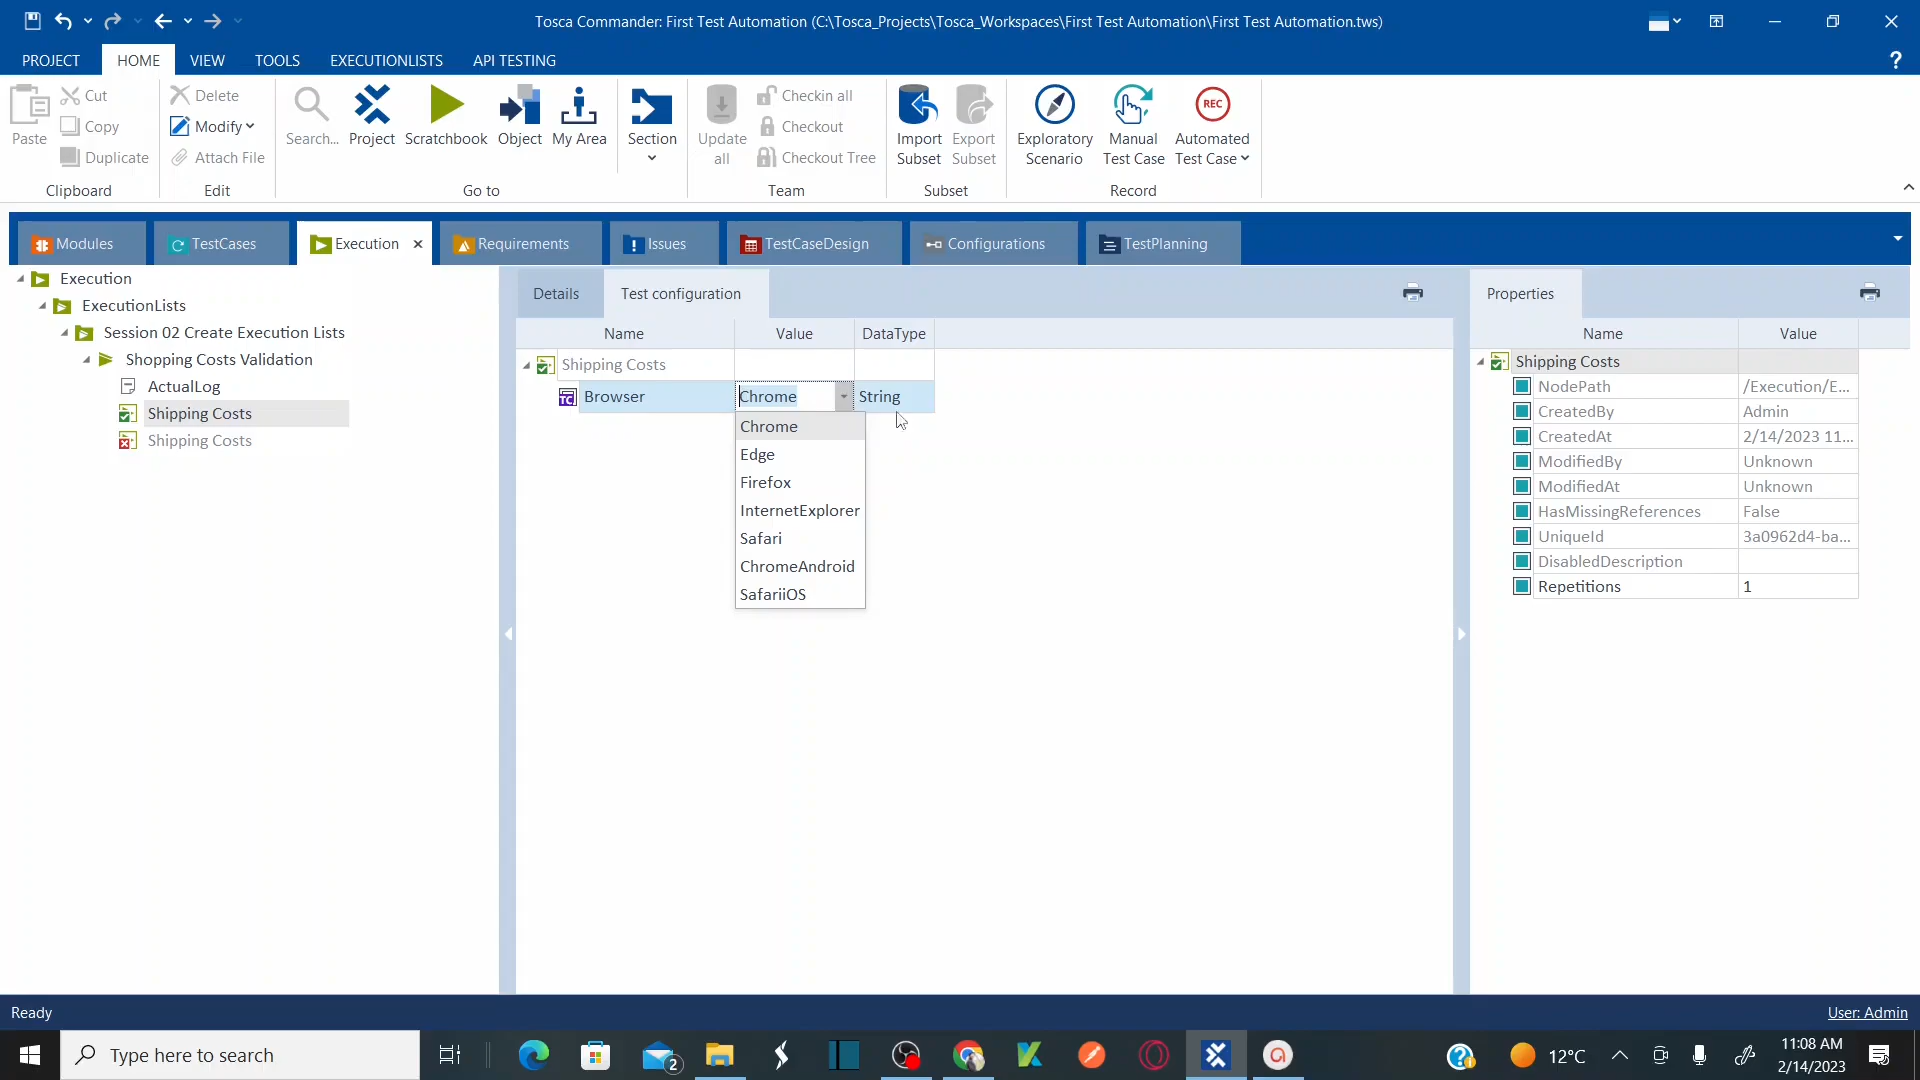 Tosca Commander: First Test Automation (C:\Tosca_Projects\Tosca_Workspaces\First Test Automation\First Test Automation.tws)
PROJECT HOME VIEW TOOLS EXECUTIONLISTS API TESTING ?
Paste
Cut
Copy
Duplicate
Clipboard
Delete
Modify
Attach File
Edit
Search...
Project
Scratchbook
Object
My Area
Go to
Section
Update all
Checkin all
Checkout
Checkout Tree
Team
Import Subset
Export Subset
Subset
Exploratory Scenario
Manual Test Case
REC
Automated Test Case
Record
Modules TestCases Execution Requirements Issues TestCaseDesign Configurations TestPlanning
Execution
ExecutionLists
Session 02 Create Execution Lists
Shopping Costs Validation
ActualLog
Shipping Costs
Shipping Costs
Details Test configuration
Name Value DataType
Shipping Costs
TC Browser Chrome String
Chrome
Edge
Firefox
InternetExplorer
Safari
ChromeAndroid
SafariiOS
Properties
Name Value
Shipping Costs
NodePath /Execution/E...
CreatedBy Admin
CreatedAt 2/14/2023 11...
ModifiedBy Unknown
ModifiedAt Unknown
HasMissingReferences False
UniqueId 3a0962d4-ba...
DisabledDescription
Repetitions 1
Ready User: Admin
Type here to search
2
12°C
11:08 AM
2/14/2023